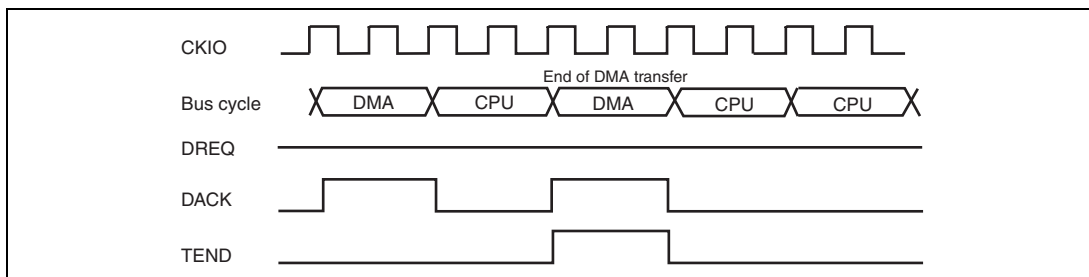 CKIO
End of DMA transfer
Bus cycle DMA CPU DMA CPU CPU
DREQ
DACK
TEND